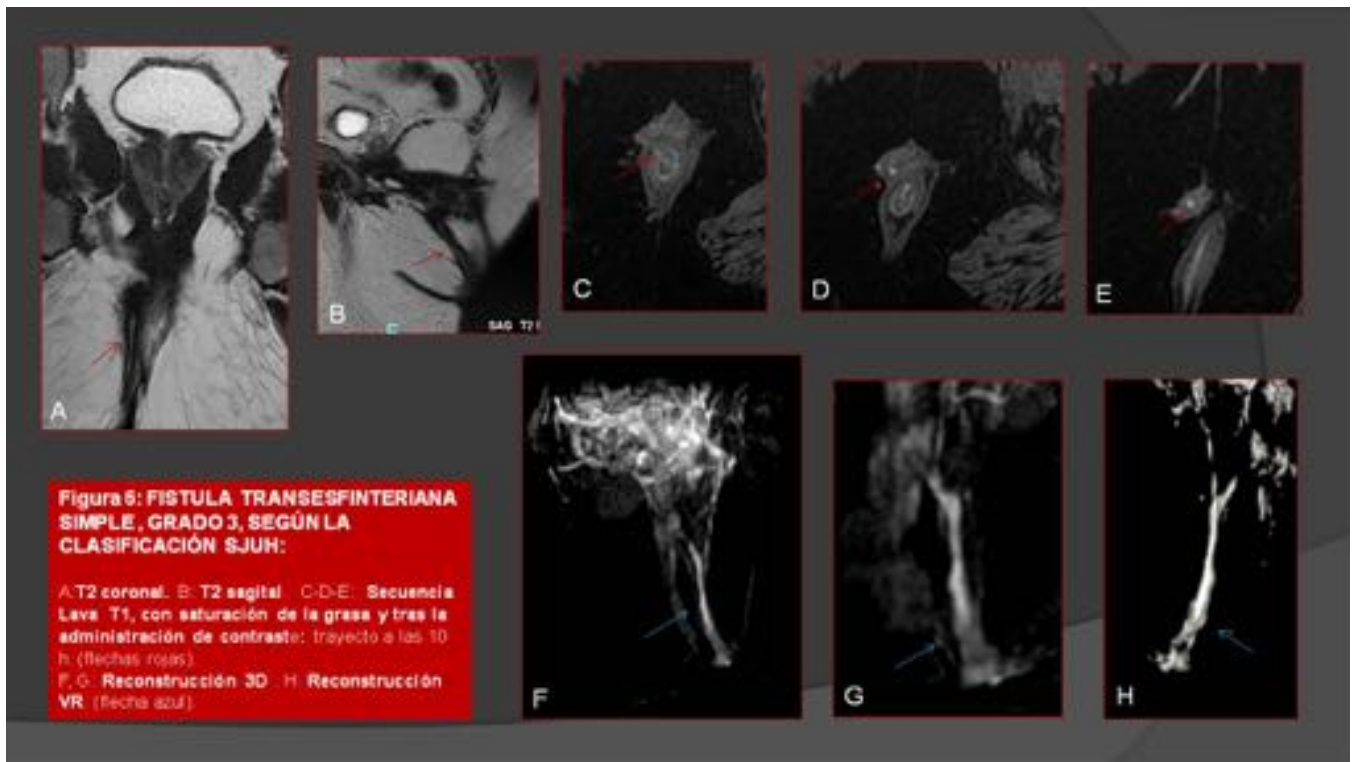 A
B
F
SAG T2
C
D
E
F
G
H
Figura 6: FISTULA TRANSESFINTERIANA
SIMPLE, GRADO 3, SEGÚN LA
CLASIFICACIÓN SJUH:
A:T2 coronal. B: T2 sagital. C-D-E: Secuencia
Lava T1, con saturación de la grasa y tras la
administración de contraste: trayecto a las 10
h (flechas rojas).
F, G: Reconstrucción 3D. H: Reconstrucción
VR. (flecha azul).